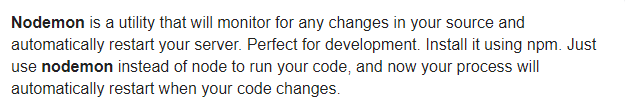 Nodemon is a utility that will monitor for any changes in your source and
automatically restart your server. Perfect for development. Install it using npm. Just
use nodemon instead of node to run your code, and now your process will
automatically restart when your code changes.